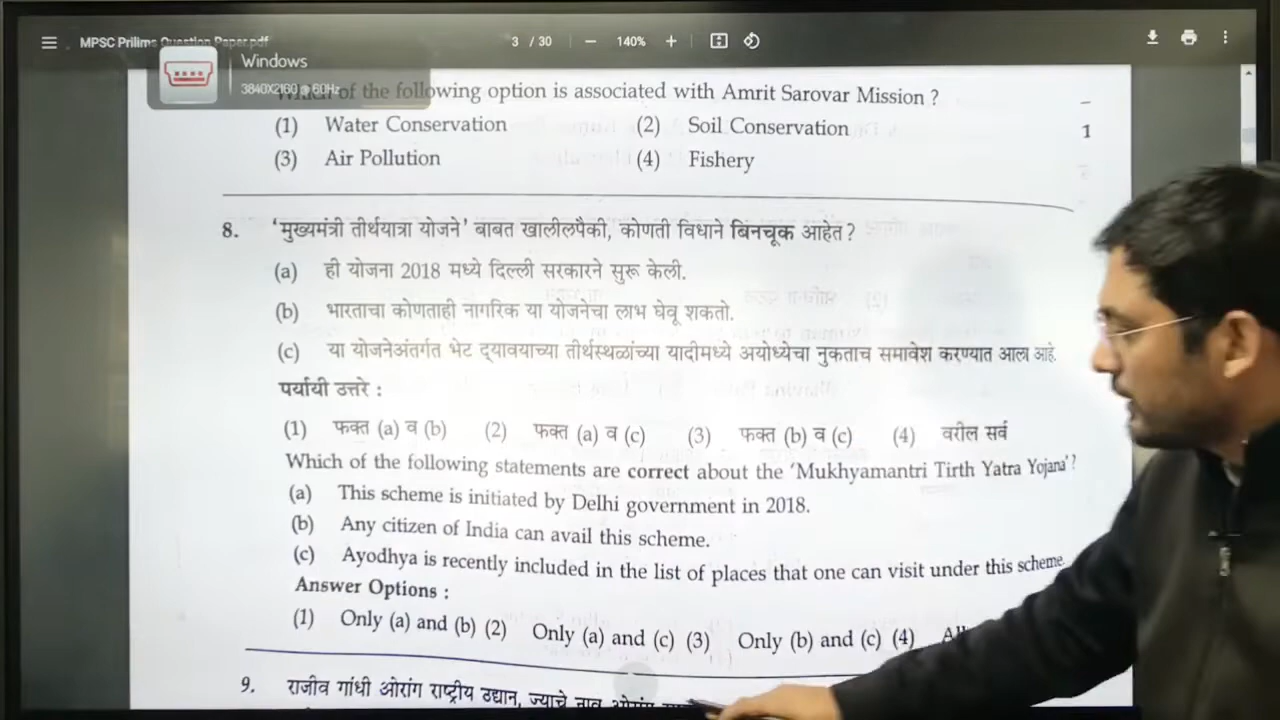 MPSC Prilims Question Paper.pdf
3 / 30
140%
Windows
3840X2160 @ 60Hz
of the following option is associated with Amrit Sarovar Mission ?
(1) Water Conservation (2) Soil Conservation
1
(3) Air Pollution (4) Fishery
8. 'मुख्यमंत्री तीर्थयात्रा योजने' बाबत खालीलपैकी, कोणती विधाने बिनचूक आहेत ?
(a) ही योजना 2018 मध्ये दिल्ली सरकारने सुरू केली.
(b) भारताचा कोणताही नागरिक या योजनेचा लाभ घेवू शकतो.
(c) या योजनेअंतर्गत भेट द्यावयाच्या तीर्थस्थळांच्या यादीमध्ये अयोध्येचा नुकताच समावेश करण्यात आला आहे.
पर्यायी उत्तरे :
(1) फक्त (a) व (b) (2) फक्त (a) व (c) (3) फक्त (b) व (c) (4) वरील सर्व
Which of the following statements are correct about the 'Mukhyamantri Tirth Yatra Yojana'?
(a) This scheme is initiated by Delhi government in 2018.
(b) Any citizen of India can avail this scheme.
(c) Ayodhya is recently included in the list of places that one can visit under this scheme.
Answer Options :
(1) Only (a) and (b) (2) Only (a) and (c) (3) Only (b) and (c) (4)
9. राजीव गांधी ओरांग राष्ट्रीय उद्यान, ज्याचे नाव ओरांग